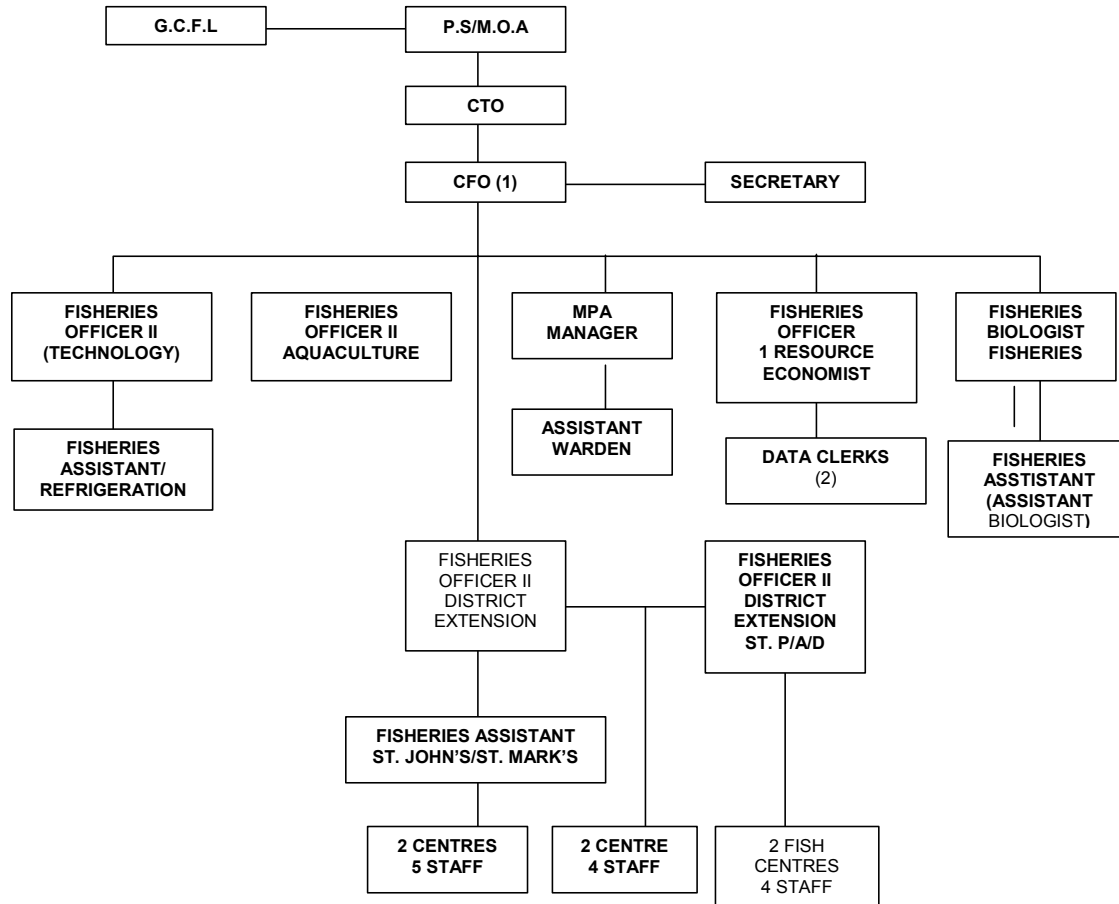 G.C.F.L
P.S/M.O.A
CTO
CFO (1)
SECRETARY
FISHERIES
OFFICER II
(TECHNOLOGY)
FISHERIES
OFFICER II
AQUACULTURE
MPA
MANAGER
FISHERIES
OFFICER
1 RESOURCE
ECONOMIST
FISHERIES
BIOLOGIST
FISHERIES
FISHERIES
ASSISTANT/
REFRIGERATION
ASSISTANT
WARDEN
DATA CLERKS
(2)
FISHERIES
ASSTISTANT
(ASSISTANT
BIOLOGIST)
FISHERIES
OFFICER II
DISTRICT
EXTENSION
FISHERIES
OFFICER II
DISTRICT
EXTENSION
ST. P/A/D
FISHERIES ASSISTANT
ST. JOHN’S/ST. MARK’S
2 CENTRES
5 STAFF
2 CENTRE
4 STAFF
2 FISH
CENTRES
4 STAFF